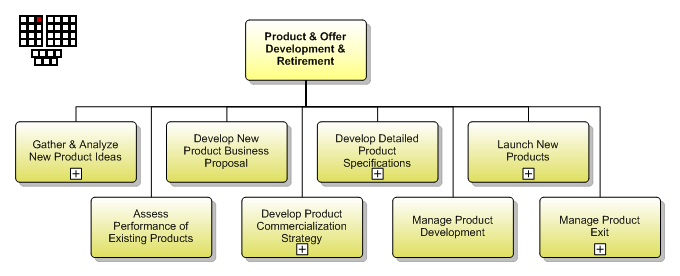 Product & Offer
Development &
Retirement
Gather & Analyze
New Product Ideas
Develop New
Product Business
Proposal
Develop Detailed
Product
Specifications
Launch New
Products
Assess
Performance of
Existing Products
Develop Product
Commercialization
Strategy
Manage Product
Development
Manage Product
Exit